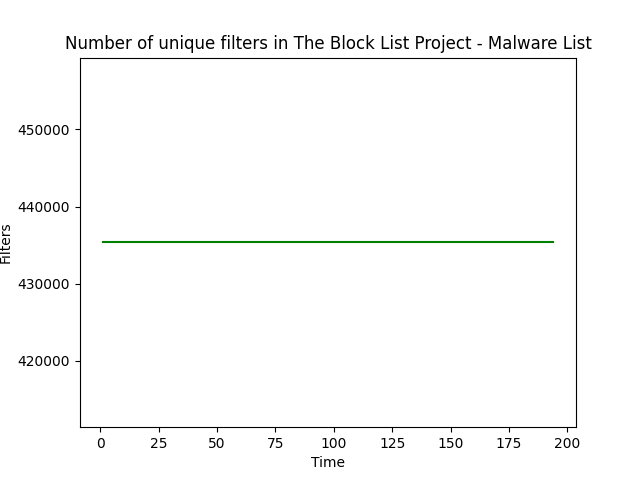 Number of unique filters in The Block List Project - Malware List
450000
440000
430000
420000
Filters
0 25 50 75 100 125 150 175 200
Time